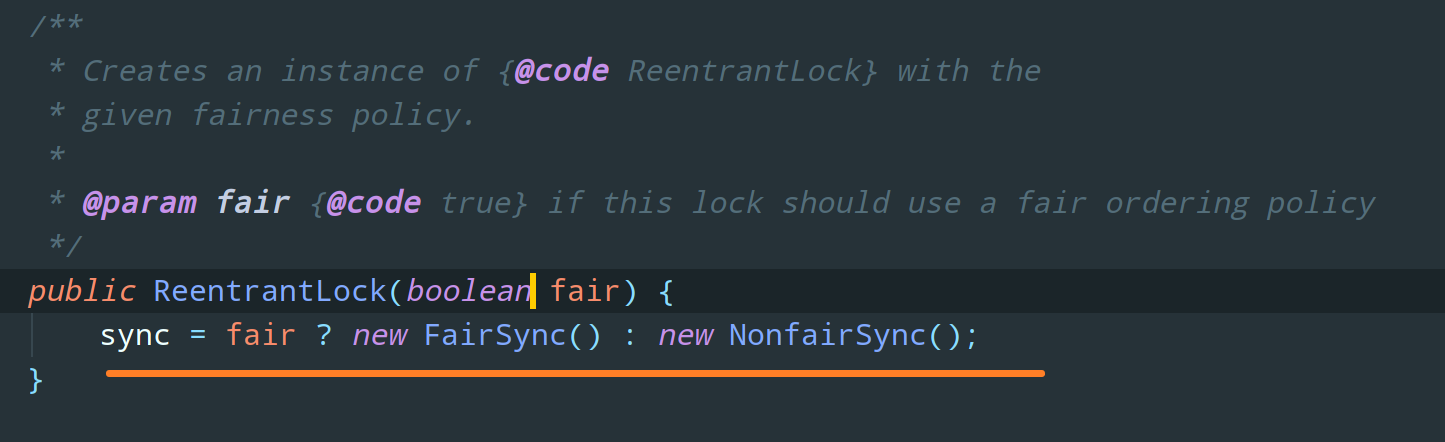 /**
 * Creates an instance of {@code ReentrantLock} with the
 * given fairness policy.
 *
 * @param fair {@code true} if this lock should use a fair ordering policy
 */
public ReentrantLock(boolean fair) {
    sync = fair ? new FairSync() : new NonfairSync();
}